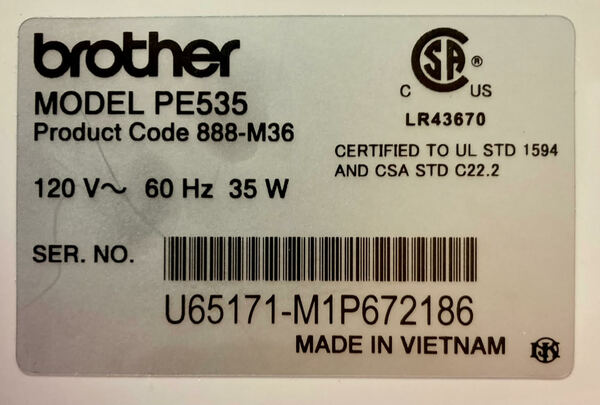 brother
MODEL PE535
Product Code 888-M36
120 V~ 60 Hz 35 W
SER. NO.
CSA®
C US
LR43670
CERTIFIED TO UL STD 1594
AND CSA STD C22.2
U65171-M1P672186
MADE IN VIETNAM